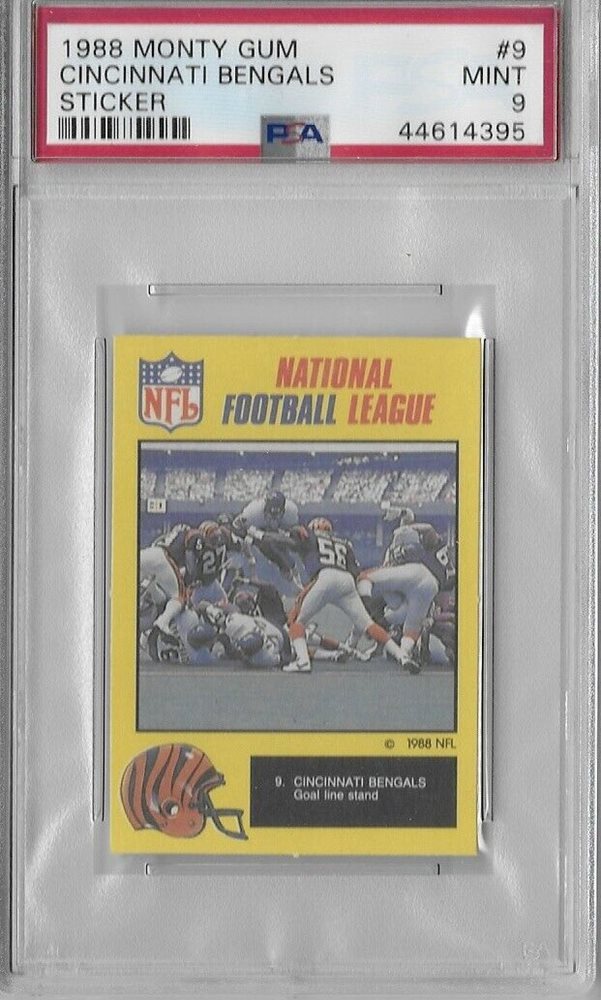 1988 MONTY GUM #9
CINCINNATI BENGALS MINT
STICKER 9
PSA 44614395
NFL
NATIONAL
FOOTBALL LEAGUE
27
56
© 1988 NFL
9. CINCINNATI BENGALS
Goal line stand